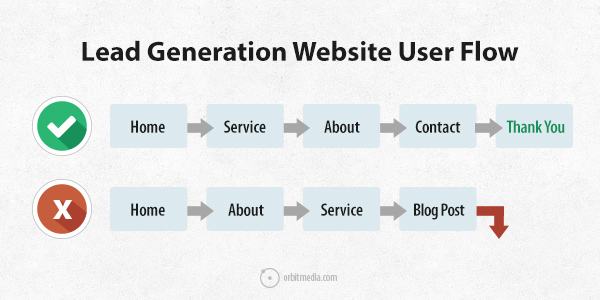 Lead Generation Website User Flow
Home Service About Contact Thank You
X Home About Service Blog Post
orbitmedia.com